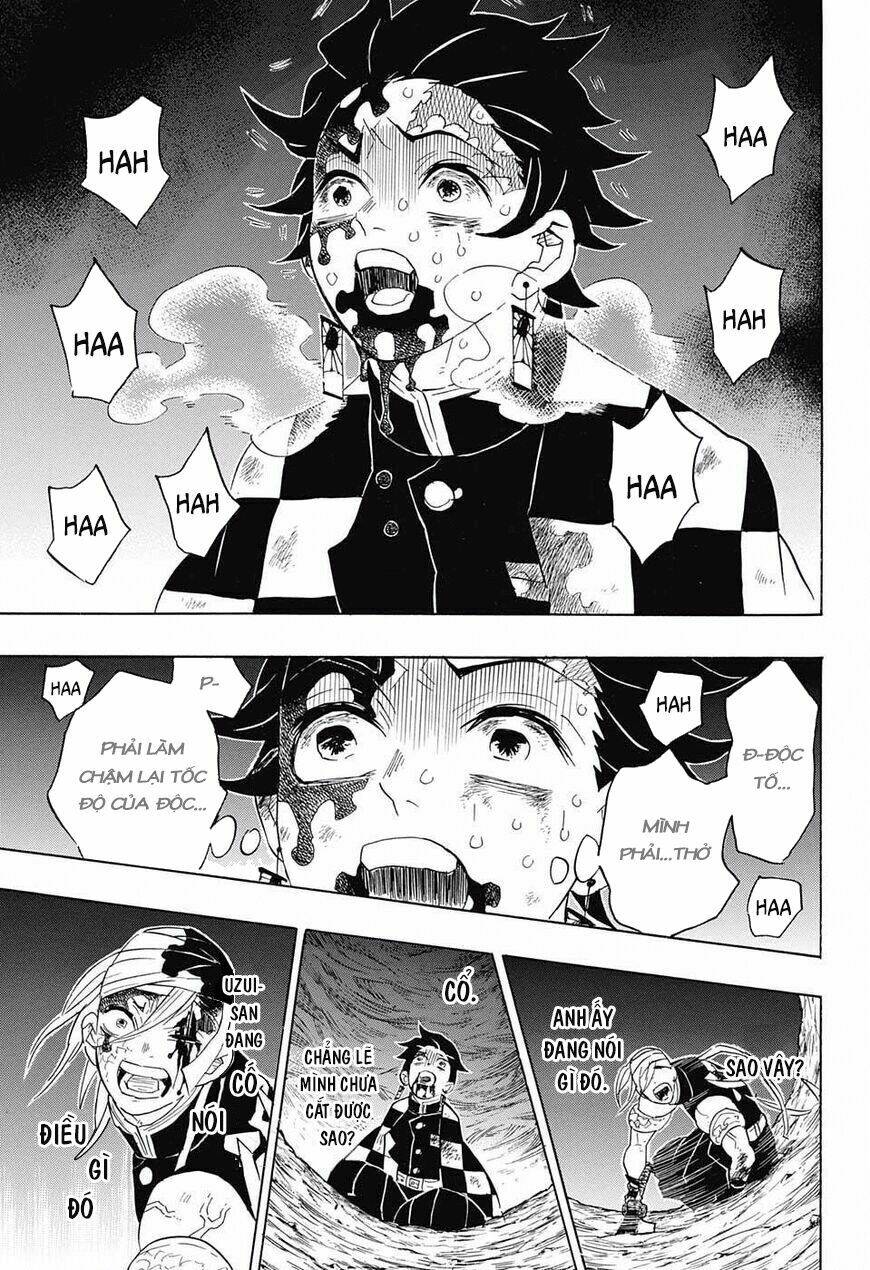 HAA
HAH
HAH
HAA
HAA
HAA
HAH
HAA
Đ-ĐỘC
TỐ...
HAH
MÌNH
PHẢI...THỞ
HAA
P-
PHẢI LÀM
CHẬM LẠI TỐC
ĐỘ CỦA ĐỘC...
HAA
SAO VẬY?
ANH ẤY
ĐANG NÓI
GÌ ĐÓ.
CỔ.
CHẲNG LẼ
MÌNH CHƯA
CẮT ĐƯỢC
SAO?
UZUI-
SAN ĐANG
CỐ
NÓI
ĐIỀU
GÌ
ĐÓ